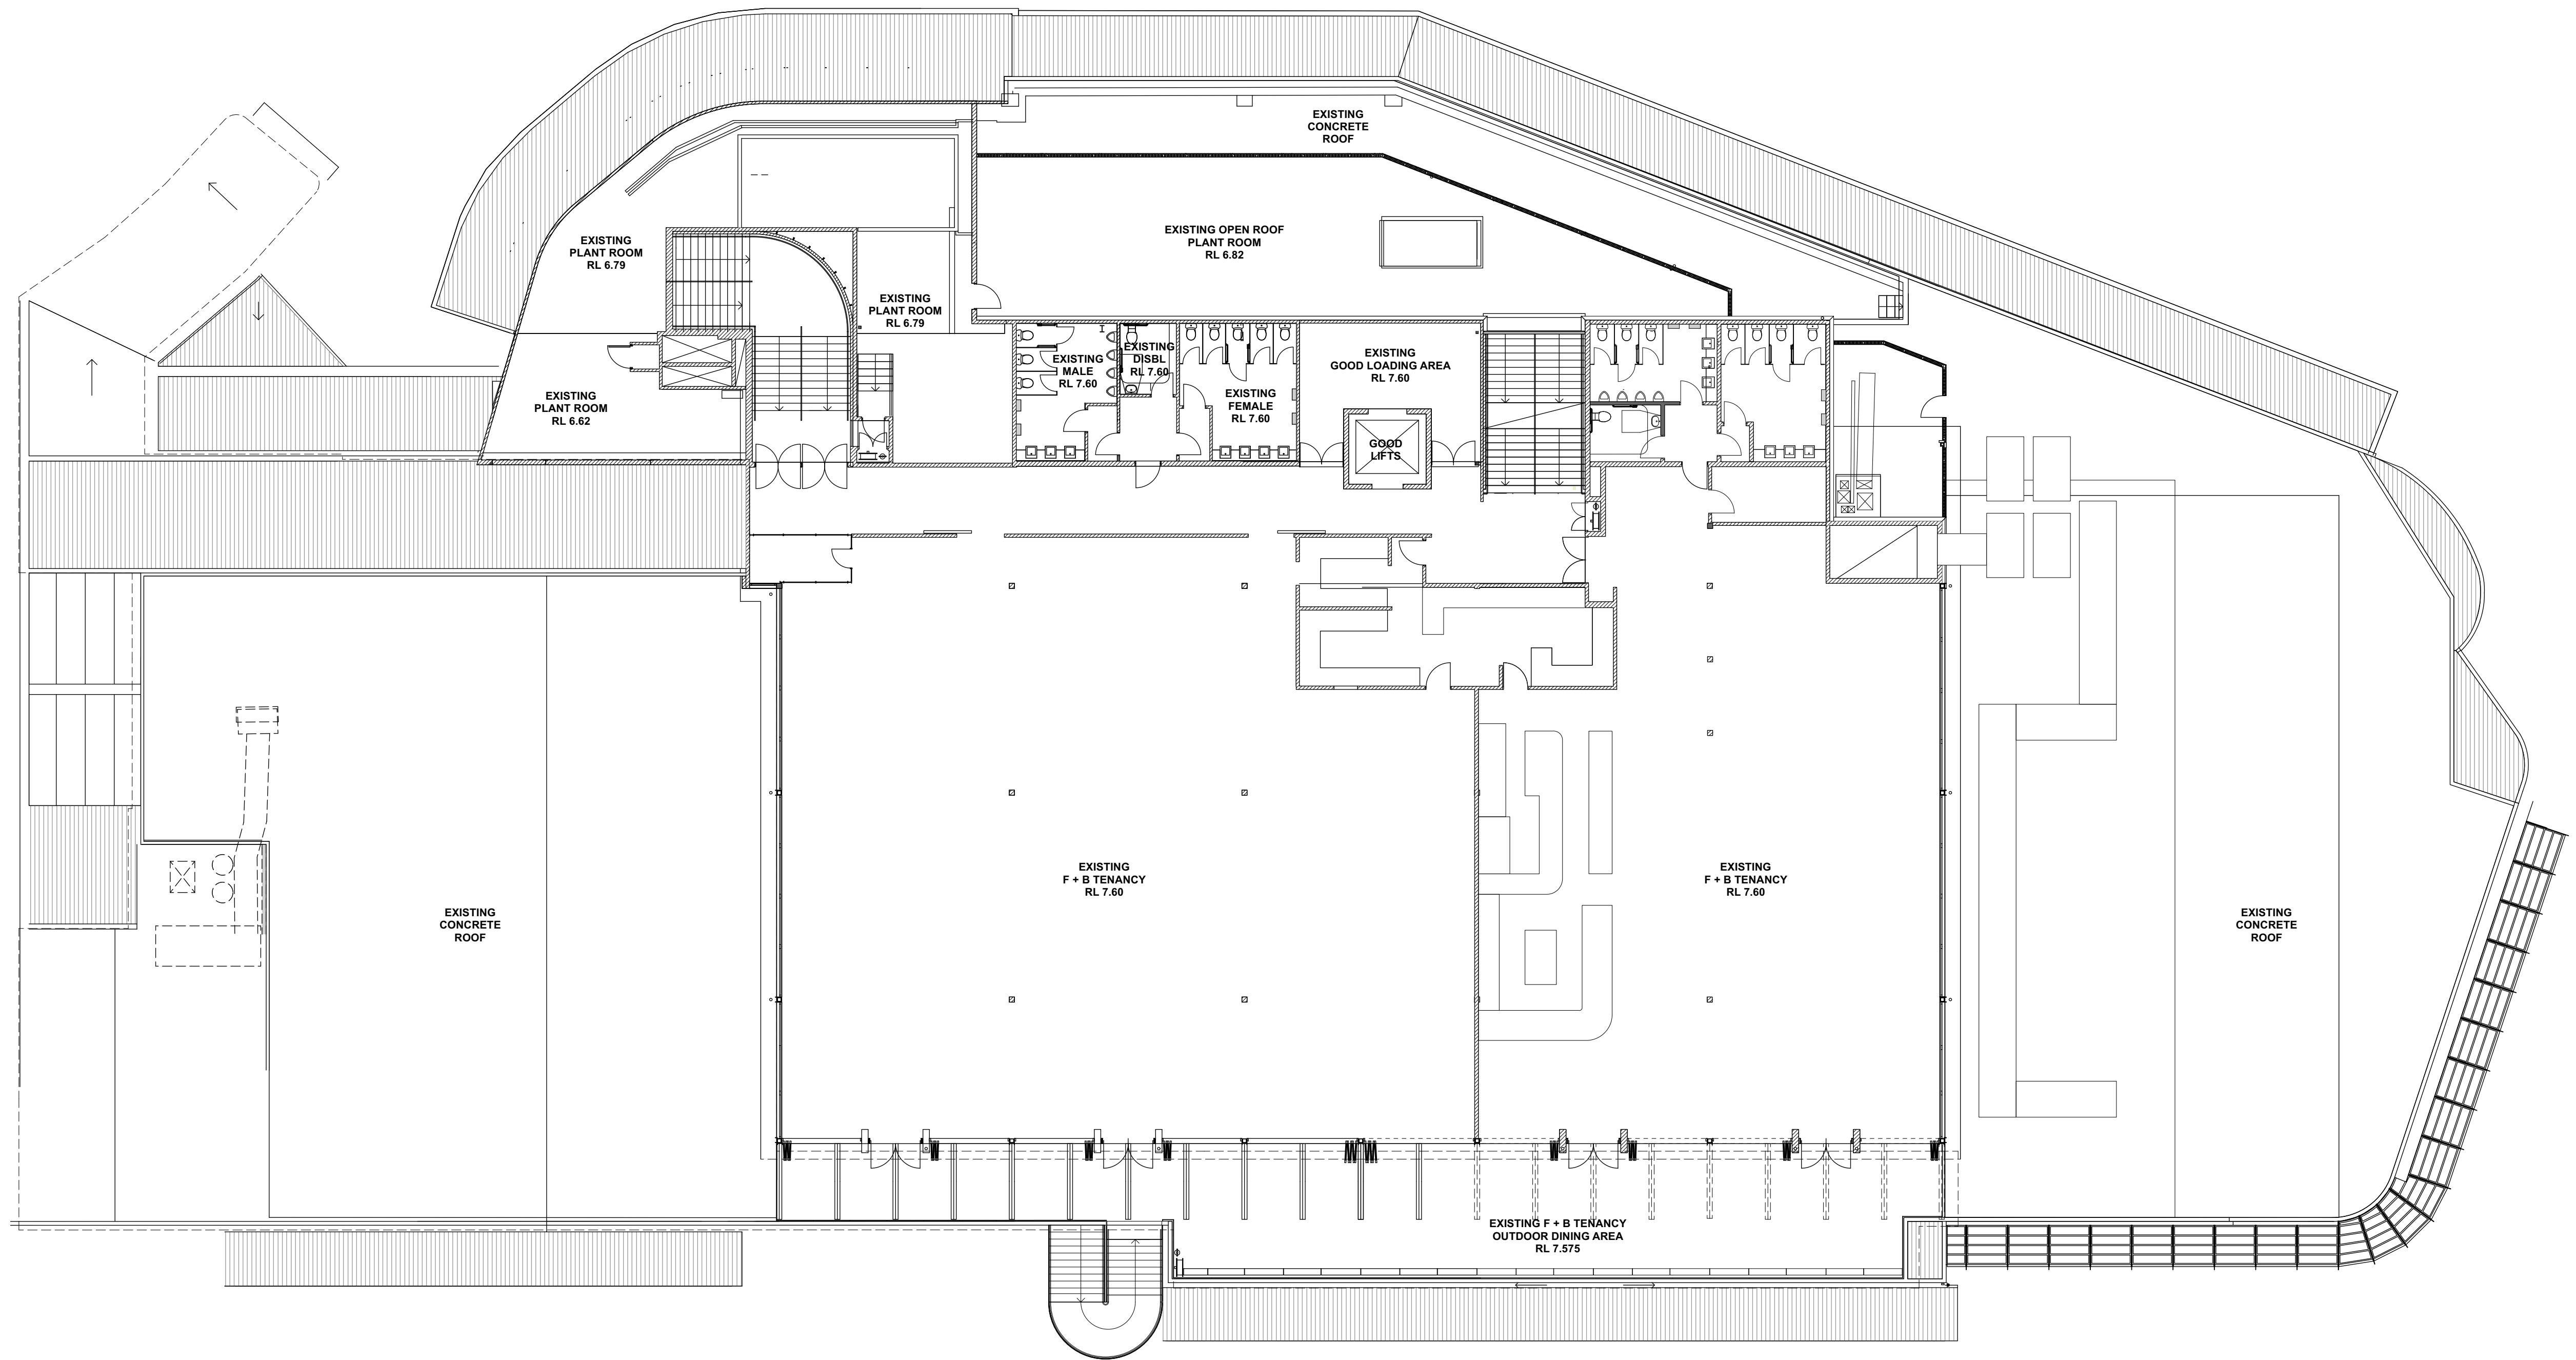 EXISTING
CONCRETE
ROOF
EXISTING OPEN ROOF
PLANT ROOM
RL 6.82
EXISTING
PLANT ROOM
RL 6.79
EXISTING
PLANT ROOM
RL 6.79
EXISTING
PLANT ROOM
RL 6.62
EXISTING
MALE
RL 7.60
EXISTING
DISBL
RL 7.60
EXISTING
FEMALE
RL 7.60
EXISTING
GOOD LOADING AREA
RL 7.60
GOOD
LIFTS
EXISTING
F + B TENANCY
RL 7.60
EXISTING
F + B TENANCY
RL 7.60
EXISTING
CONCRETE
ROOF
EXISTING
CONCRETE
ROOF
EXISTING F + B TENANCY
OUTDOOR DINING AREA
RL 7.575